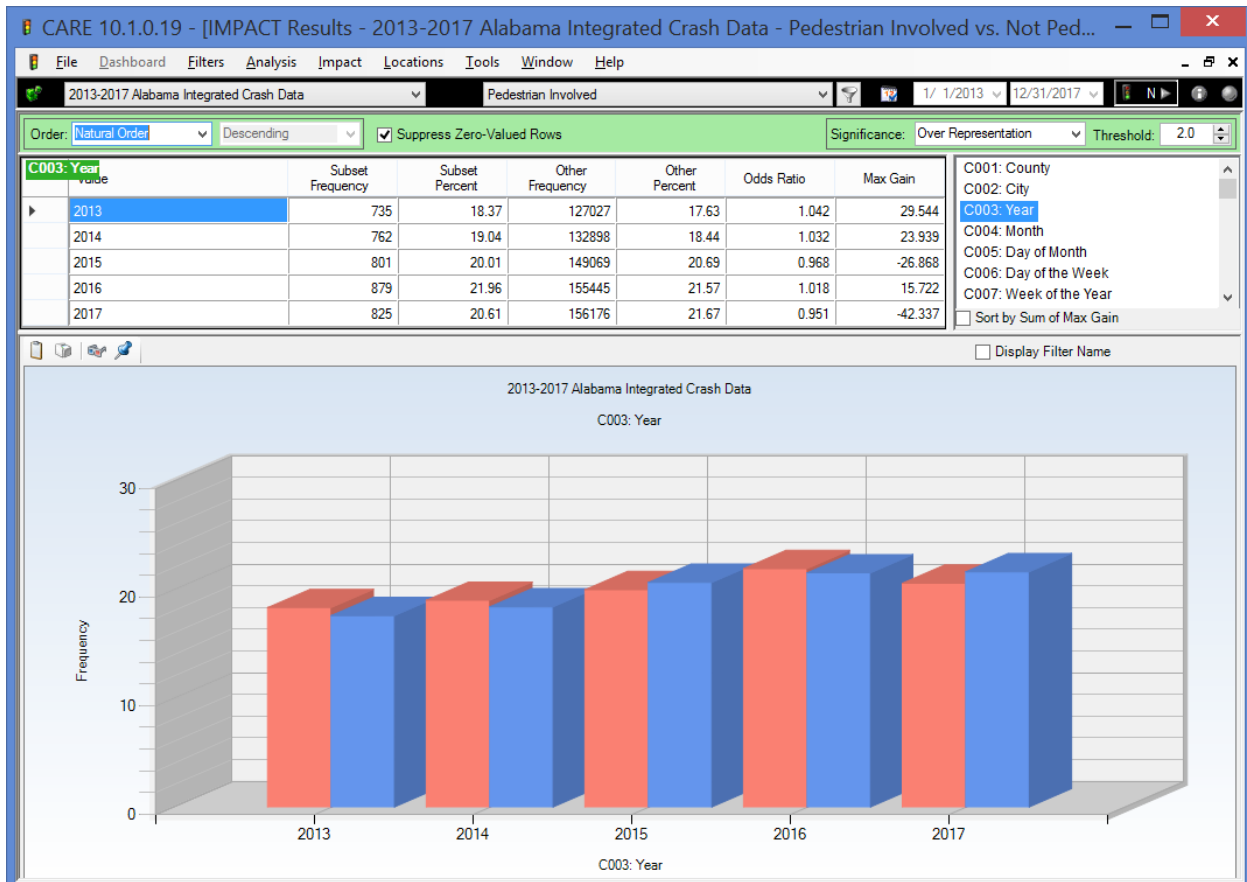 CARE 10.1.0.19 - [IMPACT Results - 2013-2017 Alabama Integrated Crash Data - Pedestrian Involved vs. Not Ped...
File Dashboard Filters Analysis Impact Locations Tools Window Help
2013-2017 Alabama Integrated Crash Data Pedestrian Involved 1/ 1/2013 12/31/2017 N
Order: Natural Order Descending Suppress Zero-Valued Rows Significance: Over Representation Threshold: 2.0
C003: Year
Value Subset Frequency Subset Percent Other Frequency Other Percent Odds Ratio Max Gain
2013 735 18.37 127027 17.63 1.042 29.544
2014 762 19.04 132898 18.44 1.032 23.939
2015 801 20.01 149069 20.69 0.968 -26.868
2016 879 21.96 155445 21.57 1.018 15.722
2017 825 20.61 156176 21.67 0.951 -42.337
C001: County
C002: City
C003: Year
C004: Month
C005: Day of Month
C006: Day of the Week
C007: Week of the Year
Sort by Sum of Max Gain
Display Filter Name
2013-2017 Alabama Integrated Crash Data
C003: Year
Frequency
30
20
10
0
2013 2014 2015 2016 2017
C003: Year